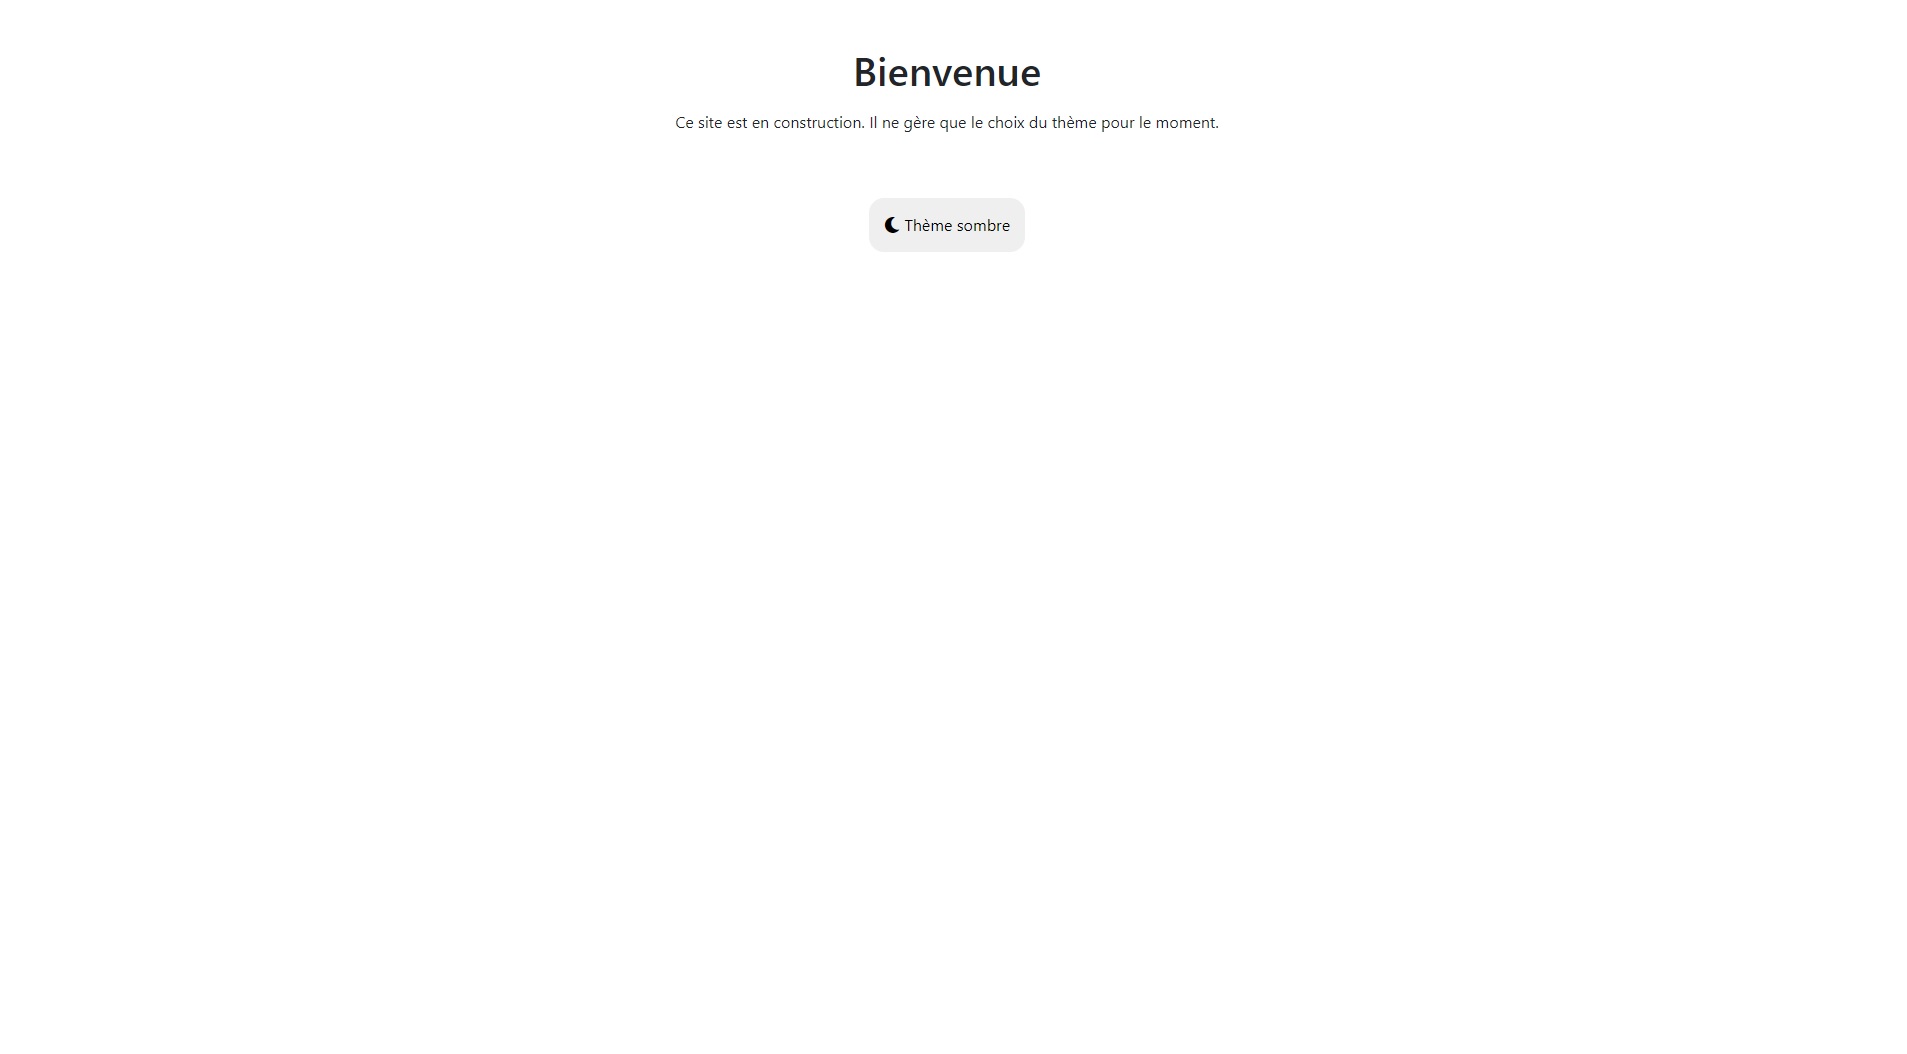 Bienvenue
Ce site est en construction. Il ne gère que le choix du thème pour le moment.
Thème sombre